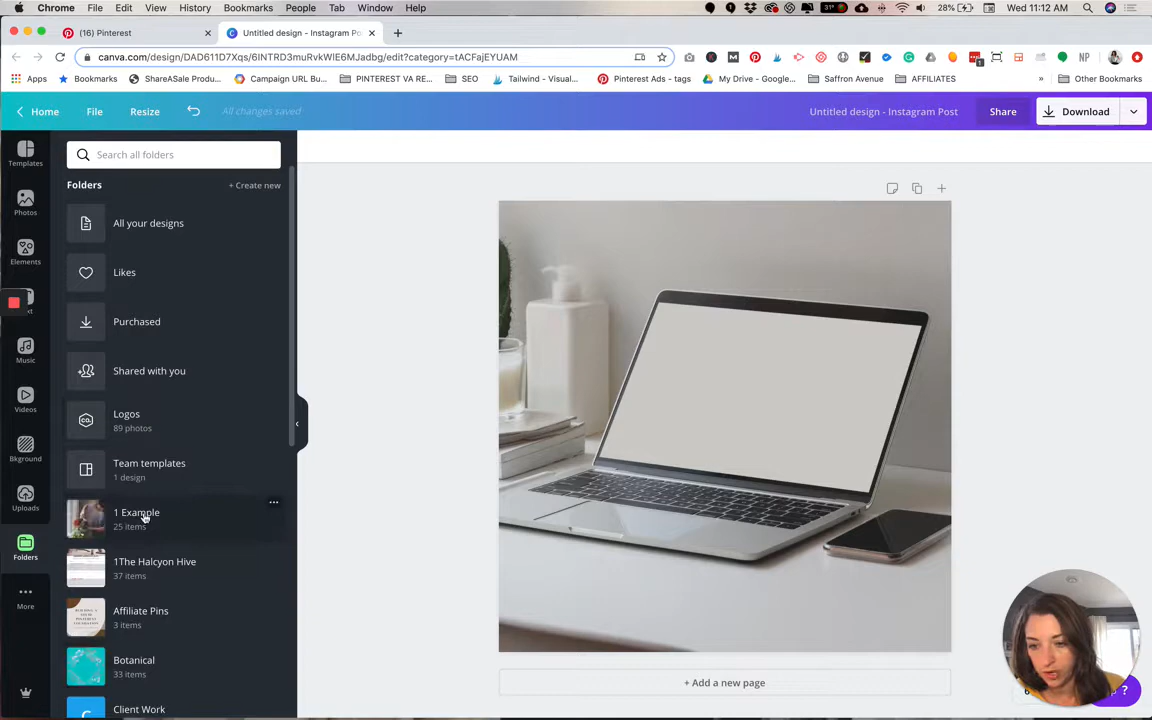 Chrome File Edit View History Bookmarks People Tab Window Help
31°
28% Wed 11:12 AM
(16) Pinterest
Untitled design - Instagram Po
canva.com/design/DAD611D7Xqs/6INTRD3muRvkWlE6MJadbg/edit?category=tACFajEYUAM
Apps Bookmarks ShareASale Produ... Campaign URL Bu... PINTEREST VA RE... SEO Tailwind - Visual... Pinterest Ads - tags My Drive - Google... Saffron Avenue AFFILIATES » Other Bookmarks
Home File Resize All changes saved Untitled design - Instagram Post Share Download
Templates
Photos
Elements
Music
Videos
Bkground
Uploads
Folders
More
Search all folders
Folders + Create new
All your designs
Likes
Purchased
Shared with you
CO.
Logos
89 photos
Team templates
1 design
1 Example
25 items
1The Halcyon Hive
37 items
Affiliate Pins
3 items
Botanical
33 items
Client Work
+ Add a new page
?